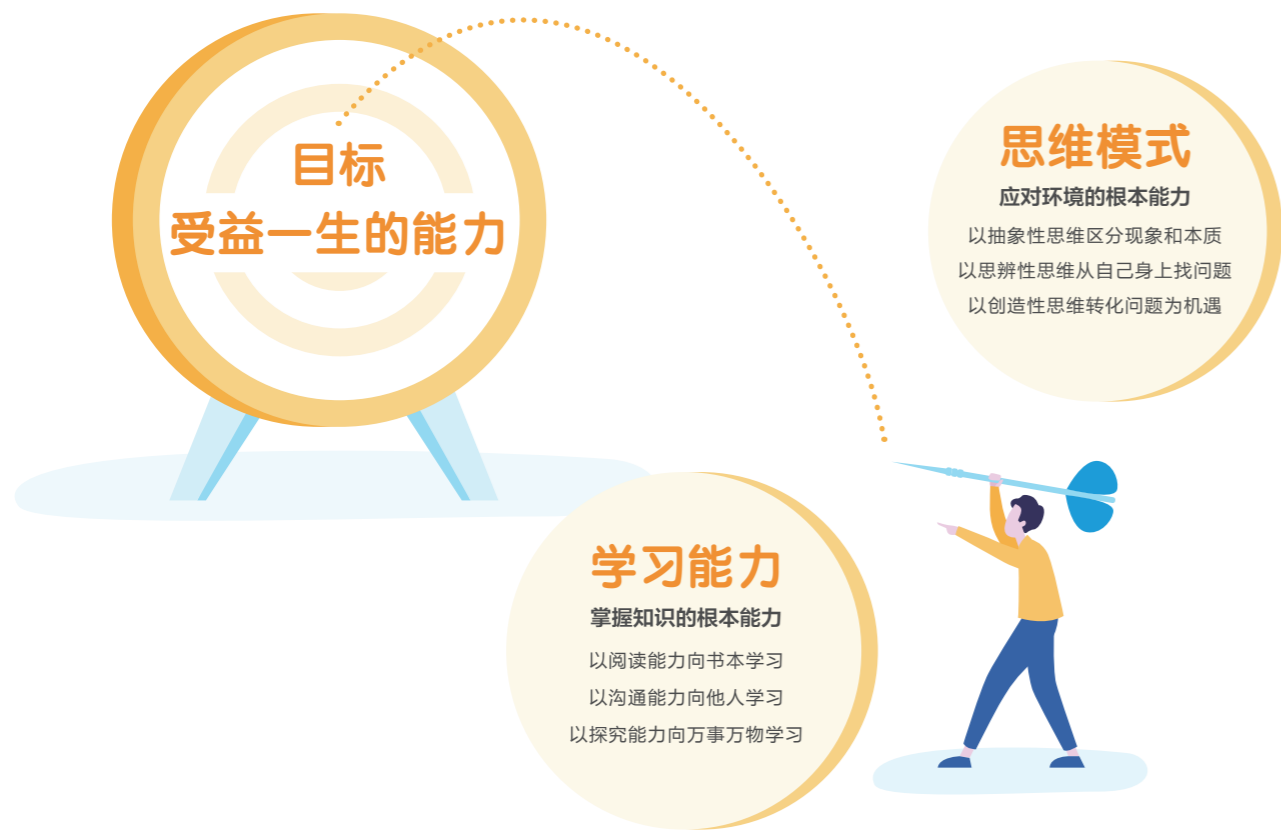 目标
受益一生的能力
思维模式
应对环境的根本能力
以抽象性思维区分现象和本质
以思辨性思维从自己身上找问题
以创造性思维转化问题为机遇
学习能力
掌握知识的根本能力
以阅读能力向书本学习
以沟通能力向他人学习
以探究能力向万事万物学习